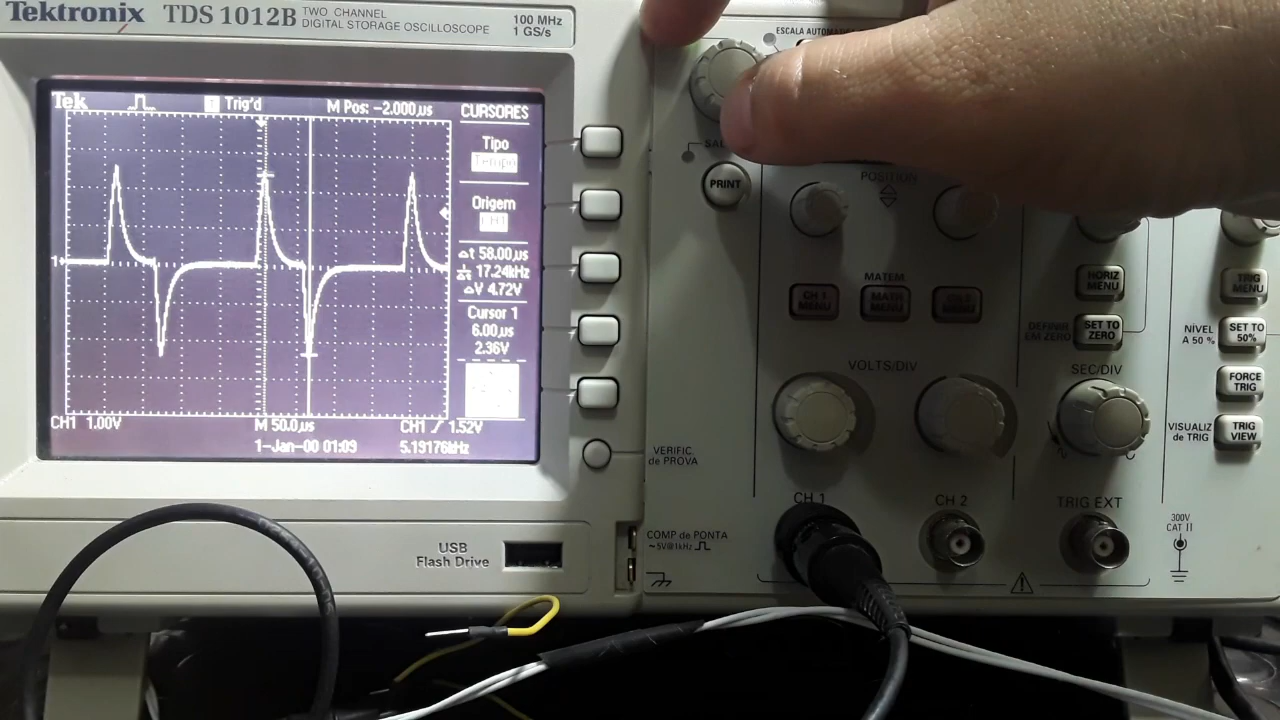 Tektronix TDS 1012B TWO CHANNEL DIGITAL STORAGE OSCILLOSCOPE
100 MHz
1 GS/s
Tek Trig'd M Pos: -2.000µs CURSORES
Tipo
Tempo
Origem
CH1
Δt 58.00µs
1/Δt 17.24kHz
ΔV 4.72V
Cursor 1
6.00µs
2.36V
1
CH1 1.00V M 50.0µs CH1 1.52V
1-Jan-00 01:09 5.19176kHz
USB
Flash Drive
ESCALA
PRINT
POSITION
MATEM
CH 1
MENU
MATH
MENU
MENU
HORIZ
MENU
DEFINIR
EM ZERO
SET TO
ZERO
TRIG
MENU
NÍVEL
A 50 %
SET TO
50%
FORCE
TRIG
VISUALIZ
de TRIG
TRIG
VIEW
VOLTS/DIV
SEC/DIV
VERIFIC.
de PROVA
COMP de PONTA
~5V@1kHz
CH 1
CH 2
TRIG EXT
300V
CAT II